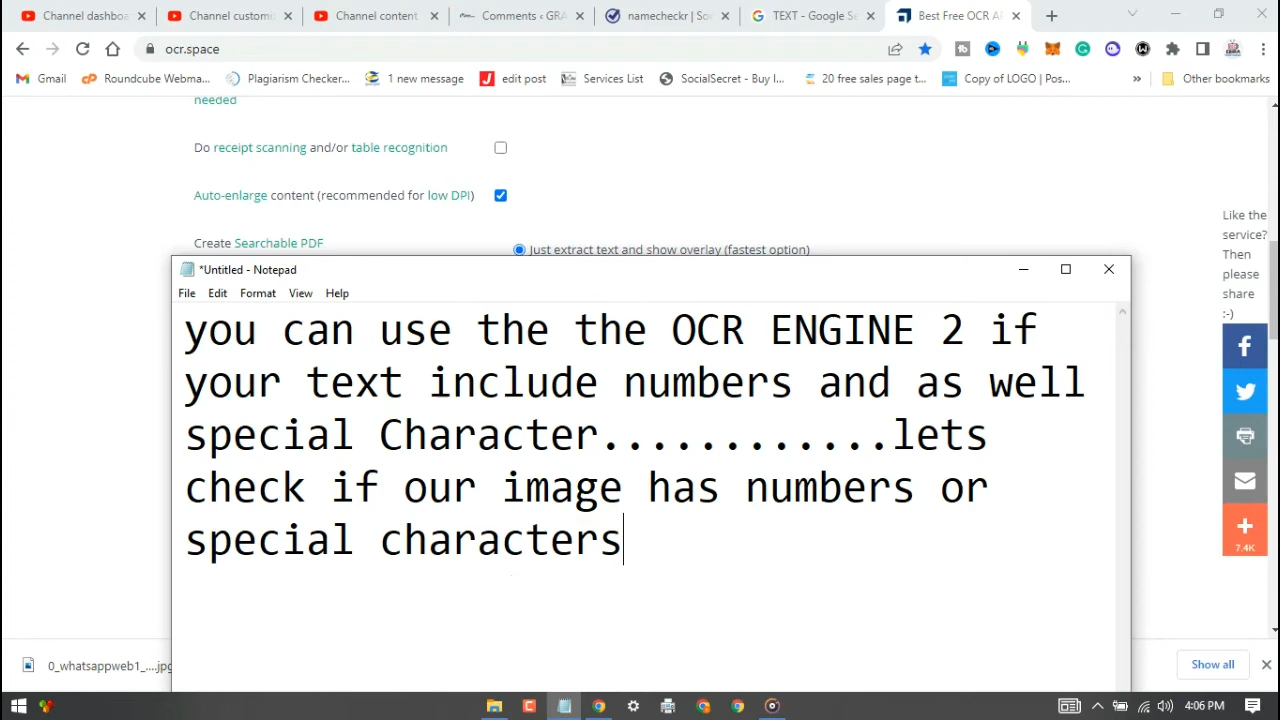 Channel dashboa
Channel customi
Channel content
Comments ‹ GRA
namecheckr | So
TEXT - Google Se
Best Free OCR A
ocr.space
Gmail
Roundcube Webma...
Plagiarism Checker...
1 new message
edit post
Services List
SocialSecret - Buy I...
20 free sales page t...
Copy of LOGO | Pos...
»
Other bookmarks
needed
Do receipt scanning and/or table recognition
Auto-enlarge content (recommended for low DPI)
Create Searchable PDF
Just extract text and show overlay (fastest option)
Like the
service?
Then
please
share
:-)
7.4K
*Untitled - Notepad
File Edit Format View Help
you can use the the OCR ENGINE 2 if
your text include numbers and as well
special Character............lets
check if our image has numbers or
special characters
0_whatsappweb1_....jpg
Show all
4:06 PM